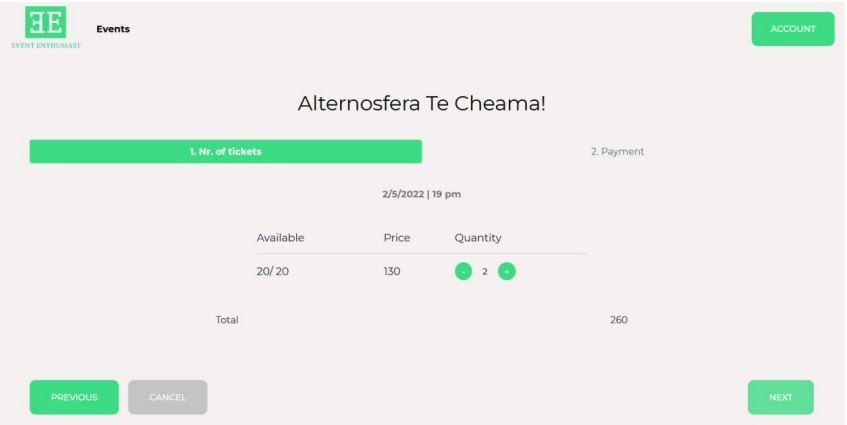 ƎE
EVENT ENTHUSIAST
Events
ACCOUNT
Alternosfera Te Cheama!
1. Nr. of tickets
2. Payment
2/5/2022 | 19 pm
Available Price Quantity
20/ 20 130 - 2 +
Total 260
PREVIOUS CANCEL NEXT